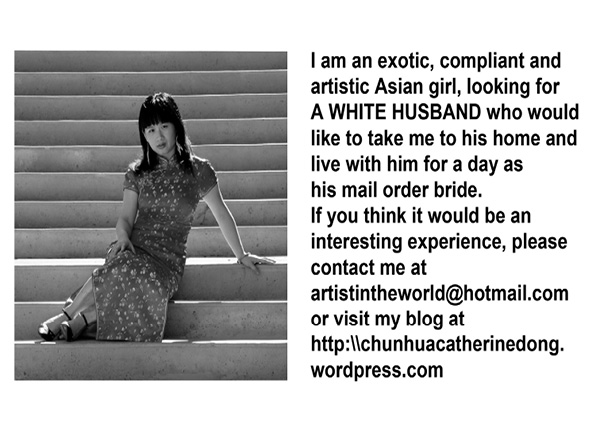 I am an exotic, compliant and
artistic Asian girl, looking for
A WHITE HUSBAND who would
like to take me to his home and
live with him for a day as
his mail order bride.
If you think it would be an
interesting experience, please
contact me at
artistintheworld@hotmail.com
or visit my blog at
http:\\chunhuacatherinedong.
wordpress.com